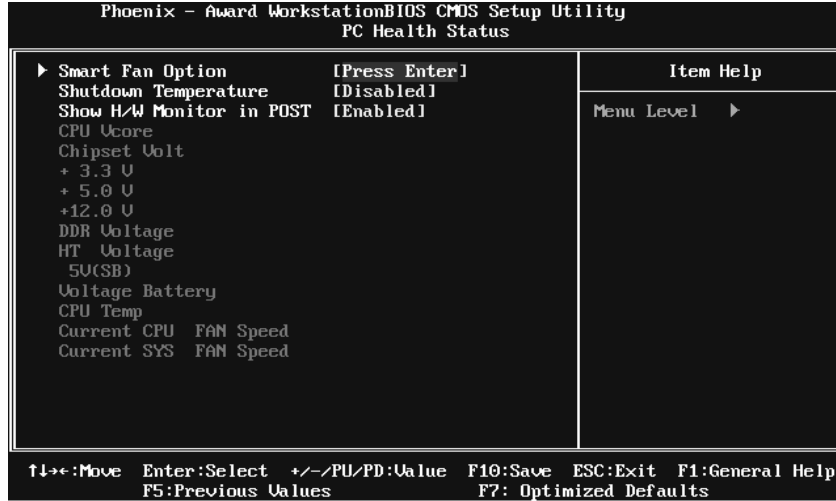 Phoenix - Award WorkstationBIOS CMOS Setup Utility
PC Health Status
Smart Fan Option [Press Enter]
Shutdown Temperature [Disabled]
Show H/W Monitor in POST [Enabled]
CPU Vcore
Chipset Volt
+ 3.3 V
+ 5.0 V
+12.0 V
DDR Voltage
HT Voltage
5V(SB)
Voltage Battery
CPU Temp
Current CPU FAN Speed
Current SYS FAN Speed
Item Help
Menu Level
↑↓→←:Move Enter:Select +/-/PU/PD:Value F10:Save ESC:Exit F1:General Help
F5:Previous Values F7: Optimized Defaults